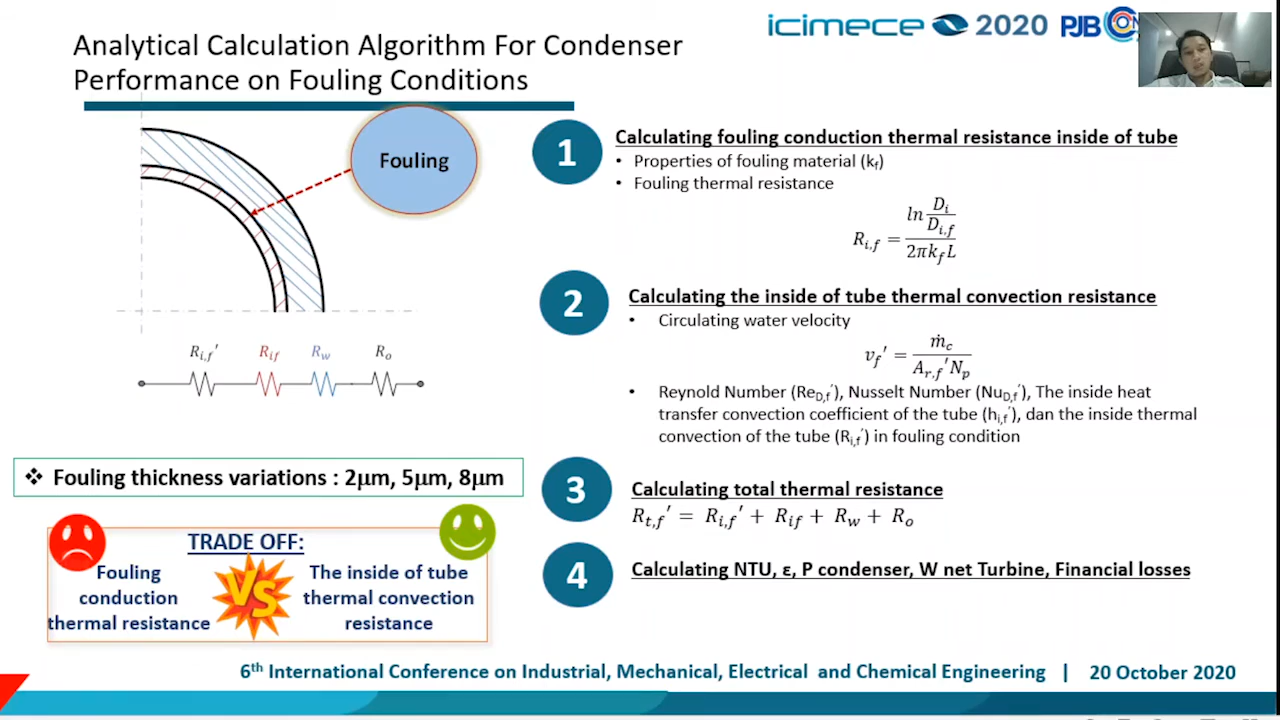 icimece 2020 PJB CON
Analytical Calculation Algorithm For Condenser
Performance on Fouling Conditions
Fouling
R_{i,f}' R_{if} R_w R_o
❖ Fouling thickness variations : 2µm, 5µm, 8µm
TRADE OFF:
Fouling
conduction
thermal resistance
VS
The inside of tube
thermal convection
resistance
1
Calculating fouling conduction thermal resistance inside of tube
• Properties of fouling material (k_f)
• Fouling thermal resistance
R_{i,f} = ln(D_i/D_{i,f}) / 2πk_fL
2
Calculating the inside of tube thermal convection resistance
• Circulating water velocity
v_f' = ṁ_c / A_{r,f}'N_p
• Reynold Number (Re_{D,f}'), Nusselt Number (Nu_{D,f}'), The inside heat
transfer convection coefficient of the tube (h_{i,f}'), dan the inside thermal
convection of the tube (R_{i,f}') in fouling condition
3
Calculating total thermal resistance
R_{t,f}' = R_{i,f}' + R_{if} + R_w + R_o
4
Calculating NTU, ε, P condenser, W net Turbine, Financial losses
6th International Conference on Industrial, Mechanical, Electrical and Chemical Engineering | 20 October 2020